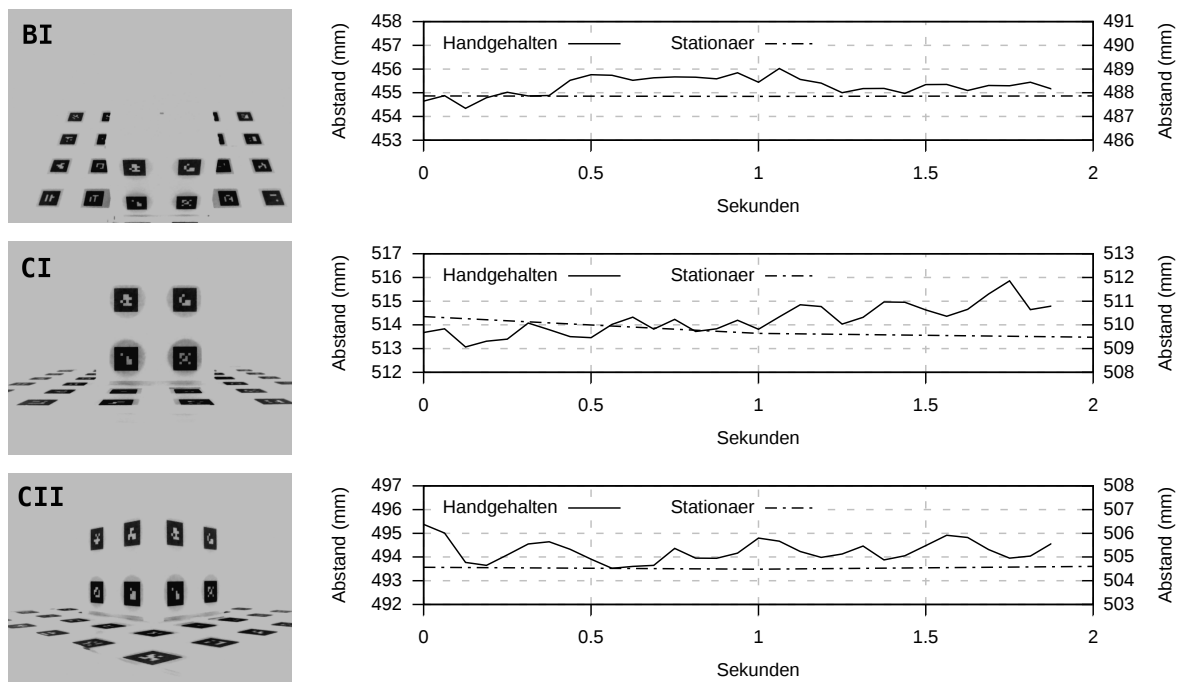 BI
Abstand (mm)
458
457
456
455
454
453
Handgehalten
Stationaer
491
490
489
488
487
486
Abstand (mm)
0
0.5
1
1.5
2
Sekunden
CI
Abstand (mm)
517
516
515
514
513
512
Handgehalten
Stationaer
513
512
511
510
509
508
Abstand (mm)
0
0.5
1
1.5
2
Sekunden
CII
Abstand (mm)
497
496
495
494
493
492
Handgehalten
Stationaer
508
507
506
505
504
503
Abstand (mm)
0
0.5
1
1.5
2
Sekunden